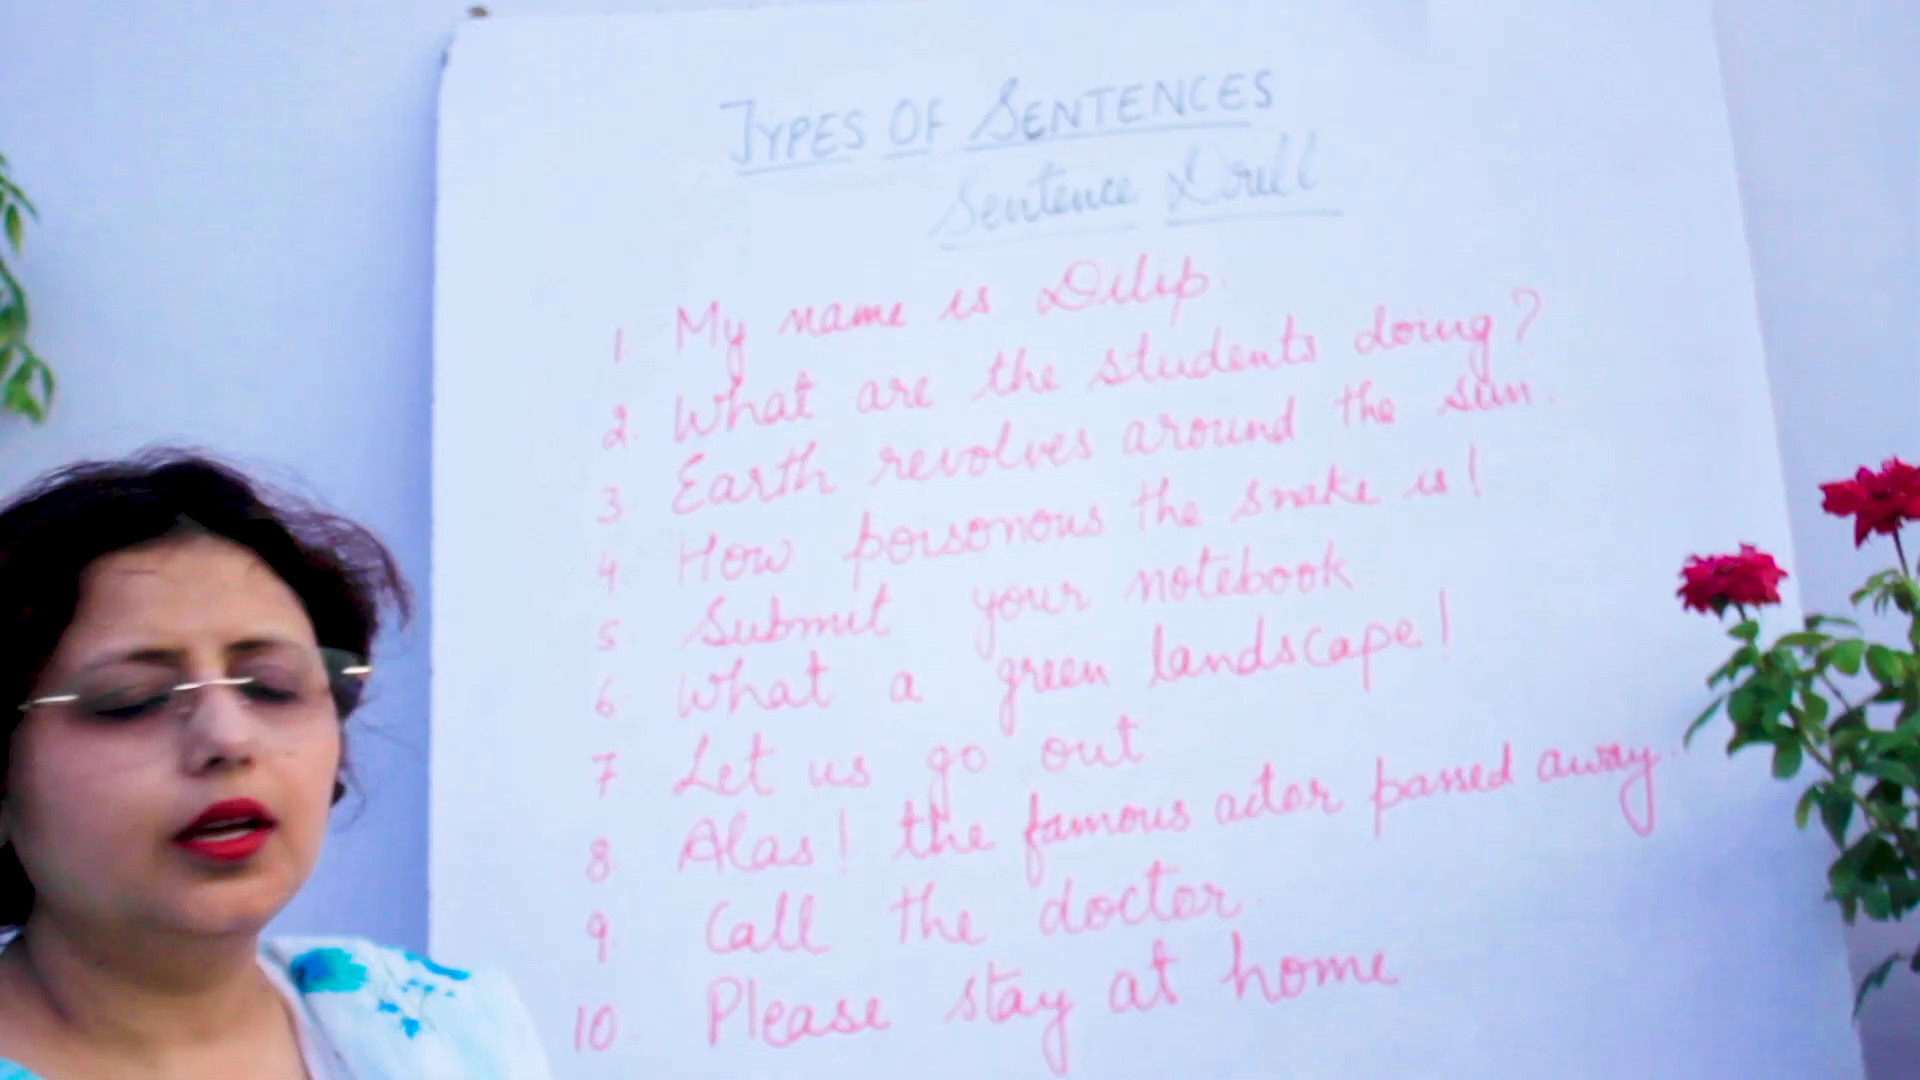 TYPES OF SENTENCES
Sentence Drill
1 My name is Dilip.
2. What are the students doing?
3 Earth revolves around the sun.
4 How poisonous the snake is!
5 Submit your notebook
6 What a green landscape!
7 Let us go out
8. Alas! the famous actor passed away.
9. Call the doctor.
10. Please stay at home